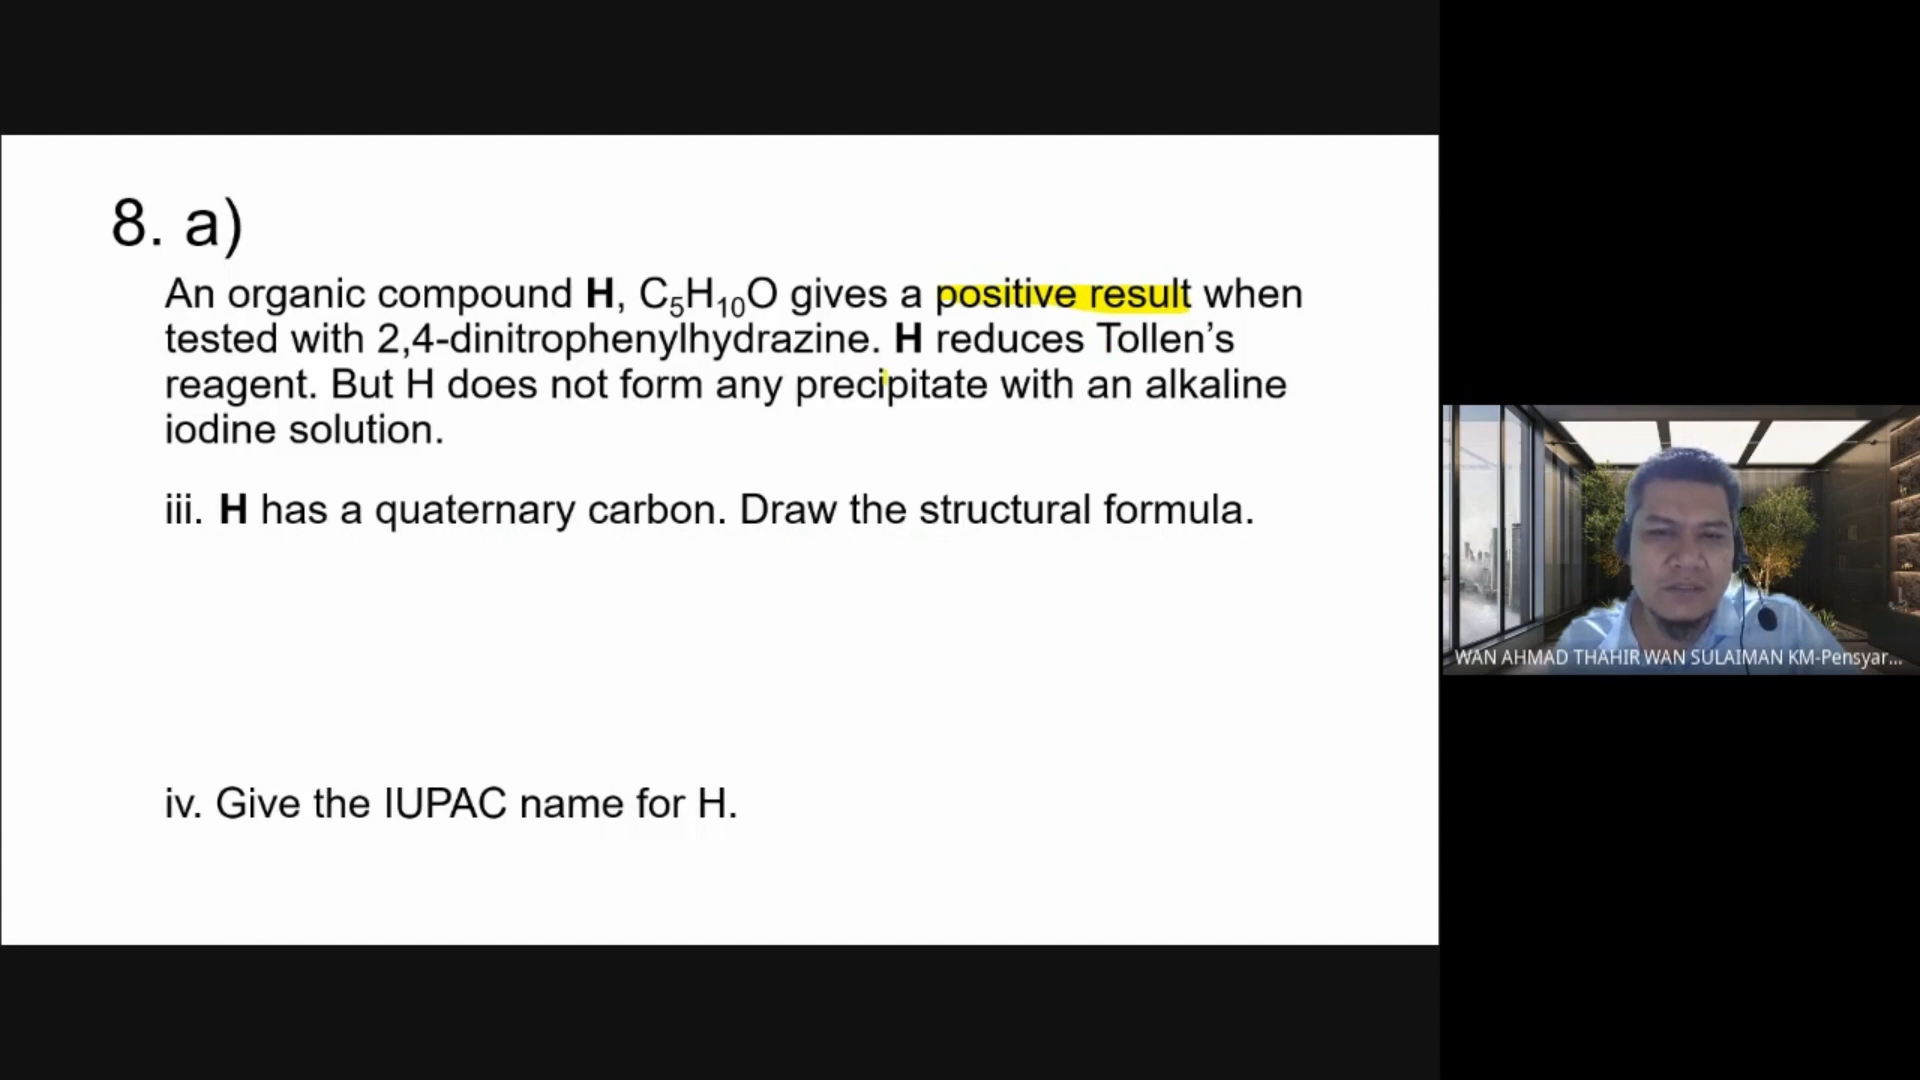 8. a)
An organic compound H, C₅H₁₀O gives a positive result when
tested with 2,4-dinitrophenylhydrazine. H reduces Tollen’s
reagent. But H does not form any precipitate with an alkaline
iodine solution.
iii. H has a quaternary carbon. Draw the structural formula.
iv. Give the IUPAC name for H.
WAN AHMAD THAHIR WAN SULAIMAN KM-Pensyar...